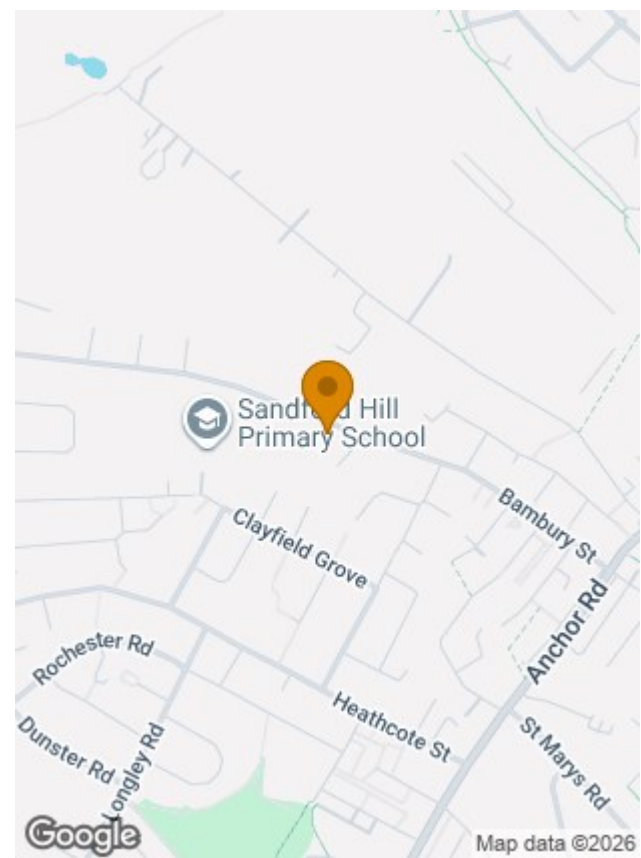 Sandford Hill
Primary School
Bambury St
Clayfield Grove
Anchor Rd
Rochester Rd
Heathcote St
St Marys Rd
Dunster Rd
Longley Rd
Google
Map data ©2026